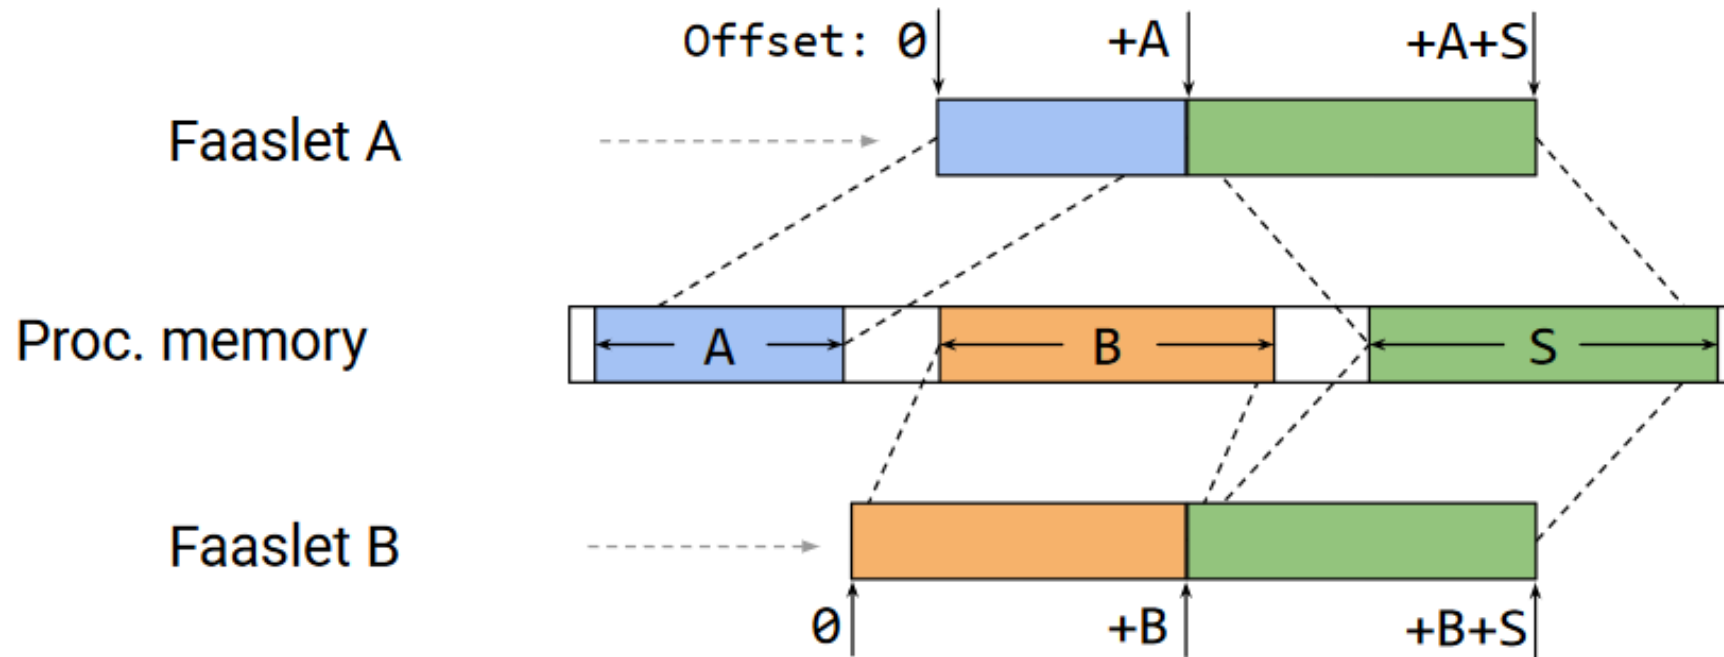 Offset: 0 +A +A+S
Faaslet A
Proc. memory A B S
Faaslet B
0 +B +B+S